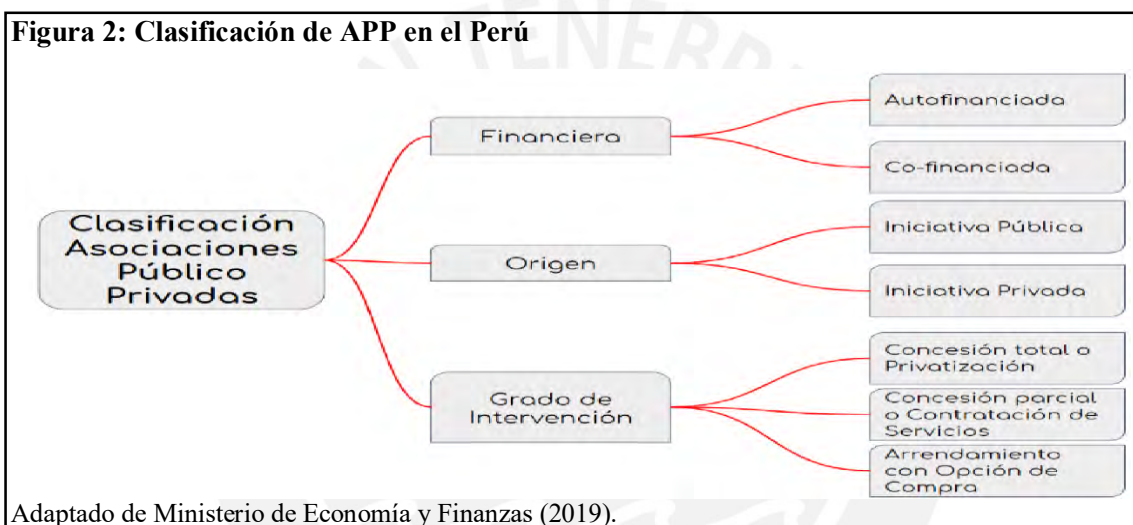 Figura 2: Clasificación de APP en el Perú
TENEBR
Clasificación
Asociaciones
Público
Privadas
Financiera
Autofinanciada
Co-financiada
Origen
Iniciativa Pública
Iniciativa Privada
Grado de
Intervención
Concesión total o
Privatización
Concesión parcial
o Contratación de
Servicios
Arrendamiento
con Opción de
Compra
Adaptado de Ministerio de Economía y Finanzas (2019).